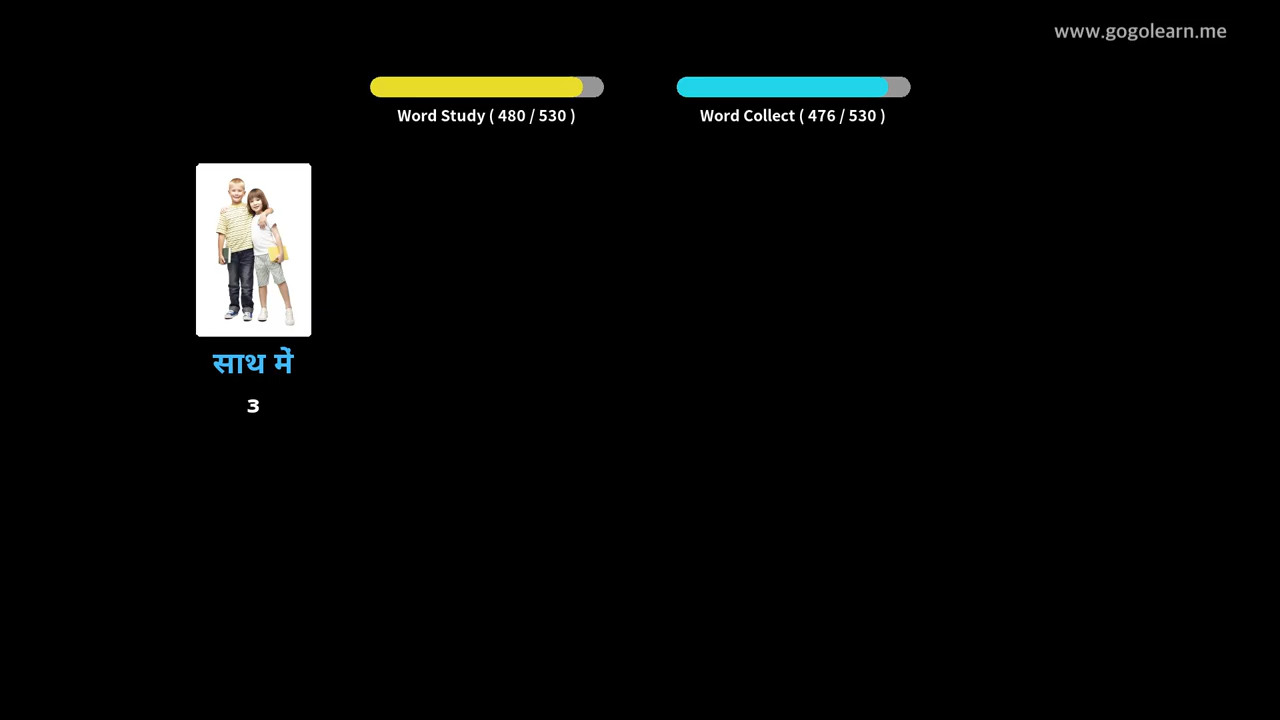 www.gogolearn.me
Word Study ( 480 / 530 )
Word Collect ( 476 / 530 )
साथ में
3